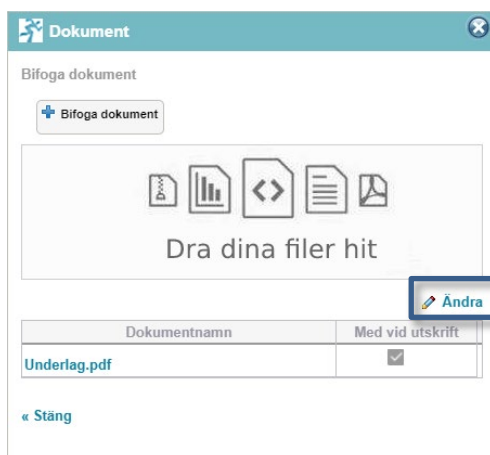 Dokument
Bifoga dokument
Bifoga dokument
Dra dina filer hit
Ändra
Dokumentnamn Med vid utskrift
Underlag.pdf
« Stäng